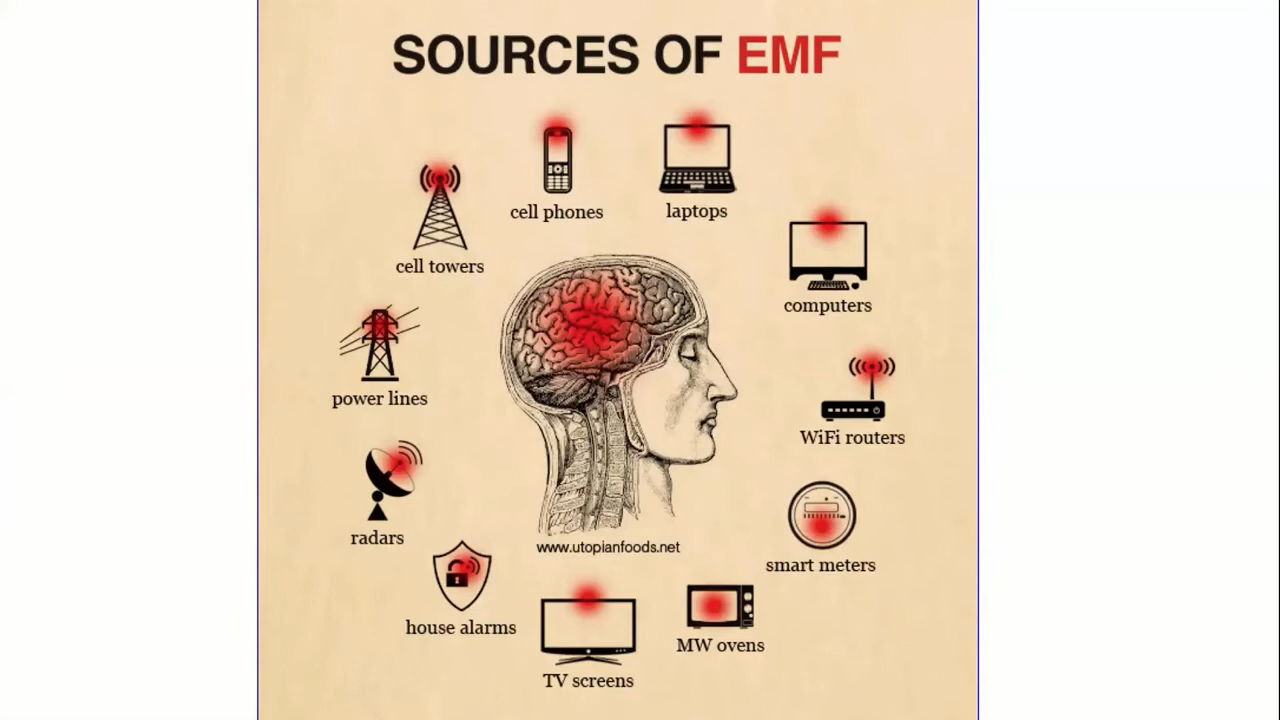 SOURCES OF EMF
cell phones
laptops
cell towers
computers
power lines
WiFi routers
radars
www.utopianfoods.net
smart meters
house alarms
MW ovens
TV screens